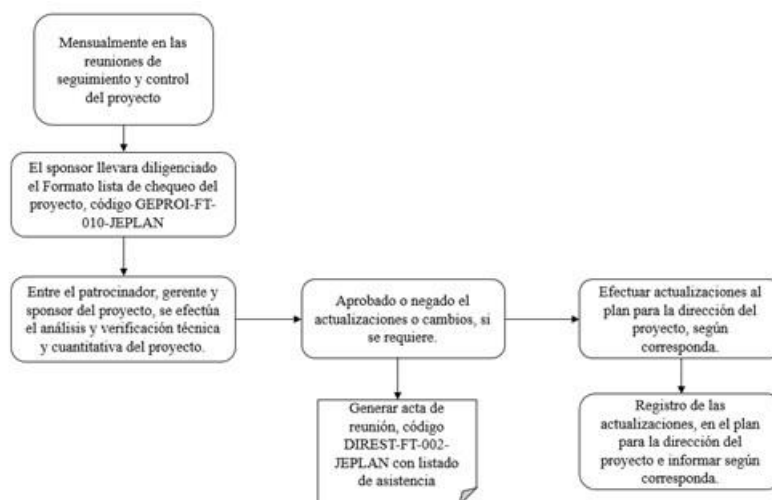 Mensualmente en las
reuniones de
seguimiento y control
del proyecto
El sponsor llevara diligenciado
el Formato lista de chequeo del
proyecto, código GEPROI-FT-
010-JEPLAN
Entre el patrocinador, gerente y
sponsor del proyecto, se efectúa
el análisis y verificación técnica
y cuantitativa del proyecto.
Aprobado o negado el
actualizaciones o cambios, si
se requiere.
Generar acta de
reunión, código
DIREST-FT-002-
JEPLAN con listado
de asistencia
Efectuar actualizaciones al
plan para la dirección del
proyecto, según
corresponda.
Registro de las
actualizaciones, en el plan
para la dirección del
proyecto e informar según
corresponda.